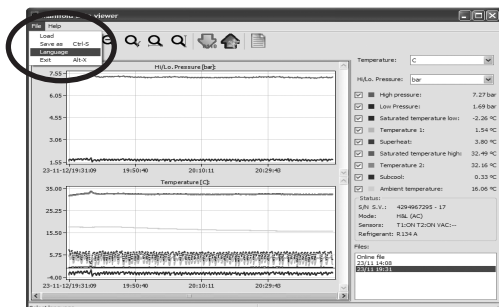 viewer
File Help
Load
Save as Ctrl-S
Language
Exit Alt-X
Hi/Lo. Pressure [bar]:
7.55
6.05
4.55
3.06
1.55
23-11-12/19:31:09 19:50:40 20:10:11 20:29:43
Temperature [C]:
35.00
25.25
15.50
5.75
-4.00
23-11-12/19:31:09 19:50:40 20:10:11 20:29:43
Temperature: C
Hi/Lo. Pressure: bar
High pressure: 7.27 bar
Low Pressure: 1.69 bar
Saturated temperature low: -2.26 ºC
Temperature 1: 1.54 ºC
Superheat: 3.73 ºC
Saturated temperature high: 32.49 ºC
Temperature 2: 32.16 ºC
Subcool: 0.33 ºC
Ambient temperature: 16.06 ºC
Status:
S/N S.V.: 4294967295 - 17
Mode: H&L (AC)
Sensors: T1:ON T2:ON VAC:--
Refrigerant: R134A
Files:
Online file
23/11 14:08
23/11 19:31